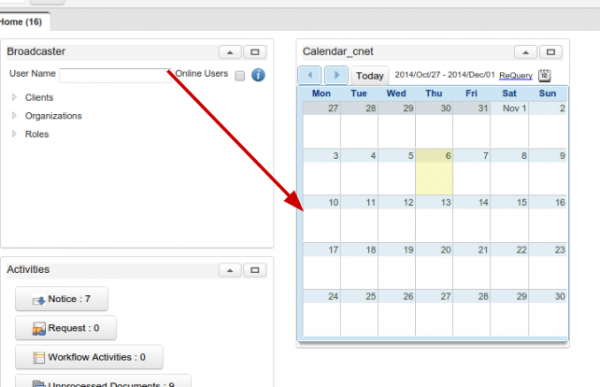 Home (16)
Broadcaster
User Name Online Users
Clients
Organizations
Roles
Activities
Notice : 7
Request : 0
Workflow Activities : 0
Unprocessed Documents : 9
Calendar_cnet
Today 2014/Oct/27 - 2014/Dec/01 ReQuery 12
Mon Tue Wed Thu Fri Sat Sun
27 28 29 30 31 Nov 1 2
3 4 5 6 7 8 9
10 11 12 13 14 15 16
17 18 19 20 21 22 23
24 25 26 27 28 29 30